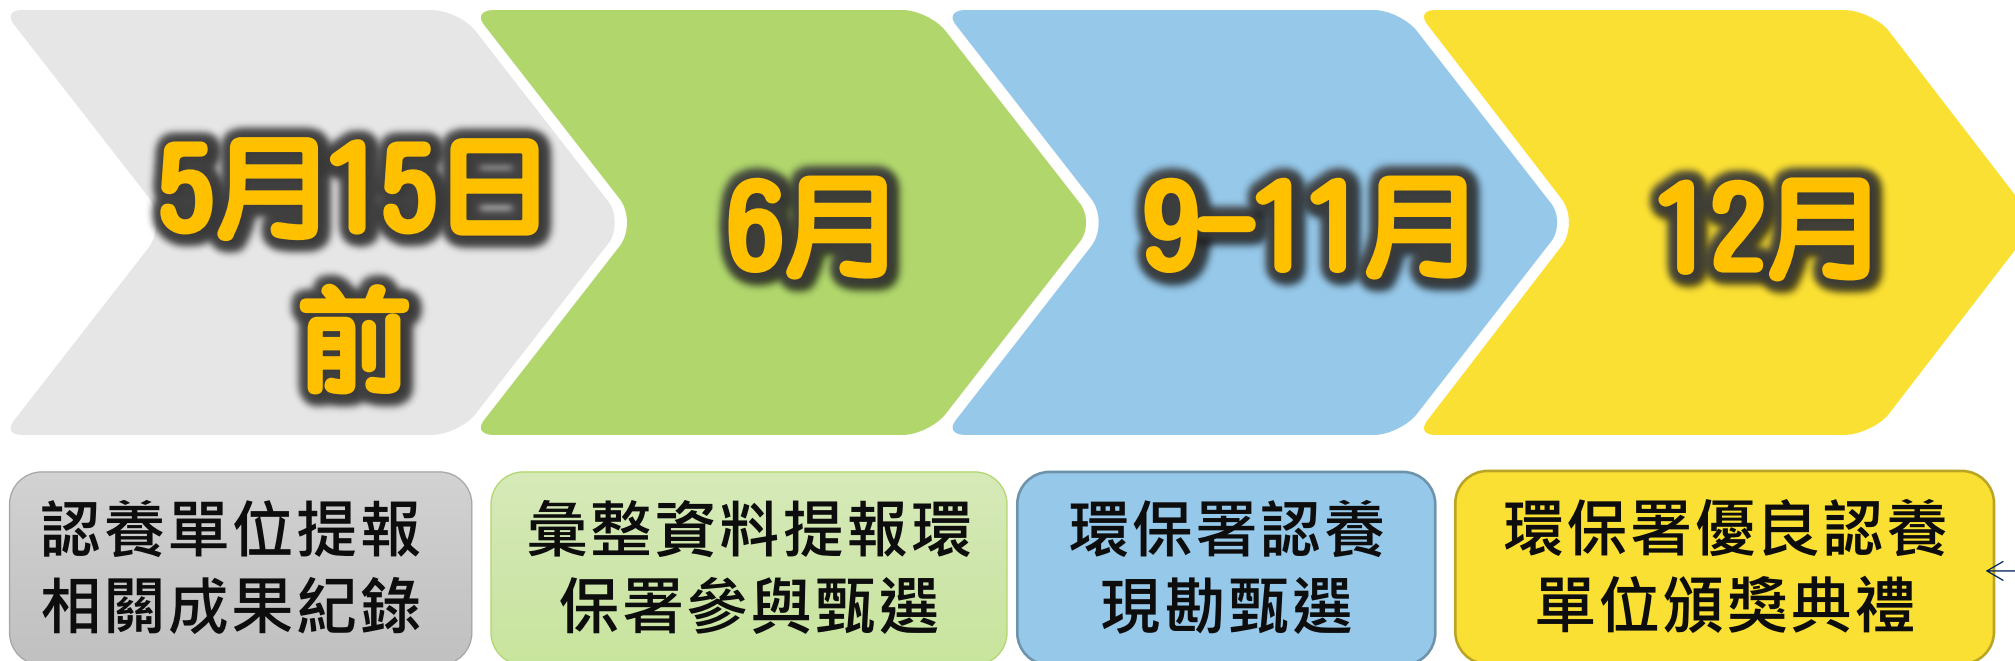 5月15日
前
6月
9-11月
12月
認養單位提報
相關成果紀錄
彙整資料提報環
保署參與甄選
環保署認養
現勘甄選
環保署優良認養
單位頒獎典禮